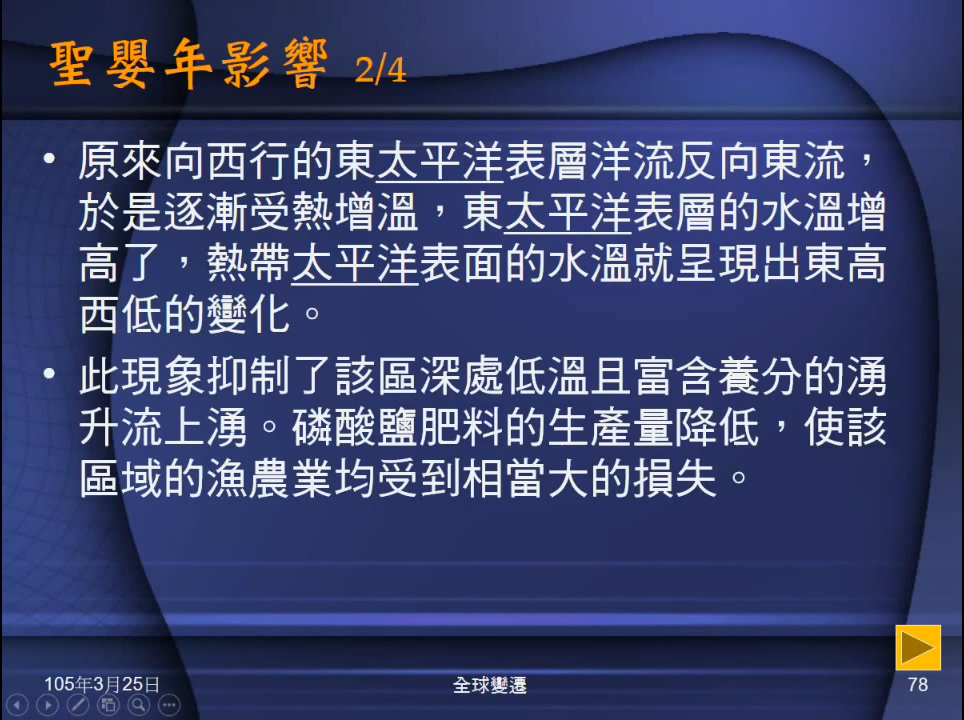 聖嬰年影響 2/4
• 原來向西行的東太平洋表層洋流反向東流，
於是逐漸受熱增溫，東太平洋表層的水溫增
高了，熱帶太平洋表面的水溫就呈現出東高
西低的變化。
• 此現象抑制了該區深處低溫且富含養分的湧
升流上湧。磷酸鹽肥料的生產量降低，使該
區域的漁農業均受到相當大的損失。
105年3月25日
全球變遷
78